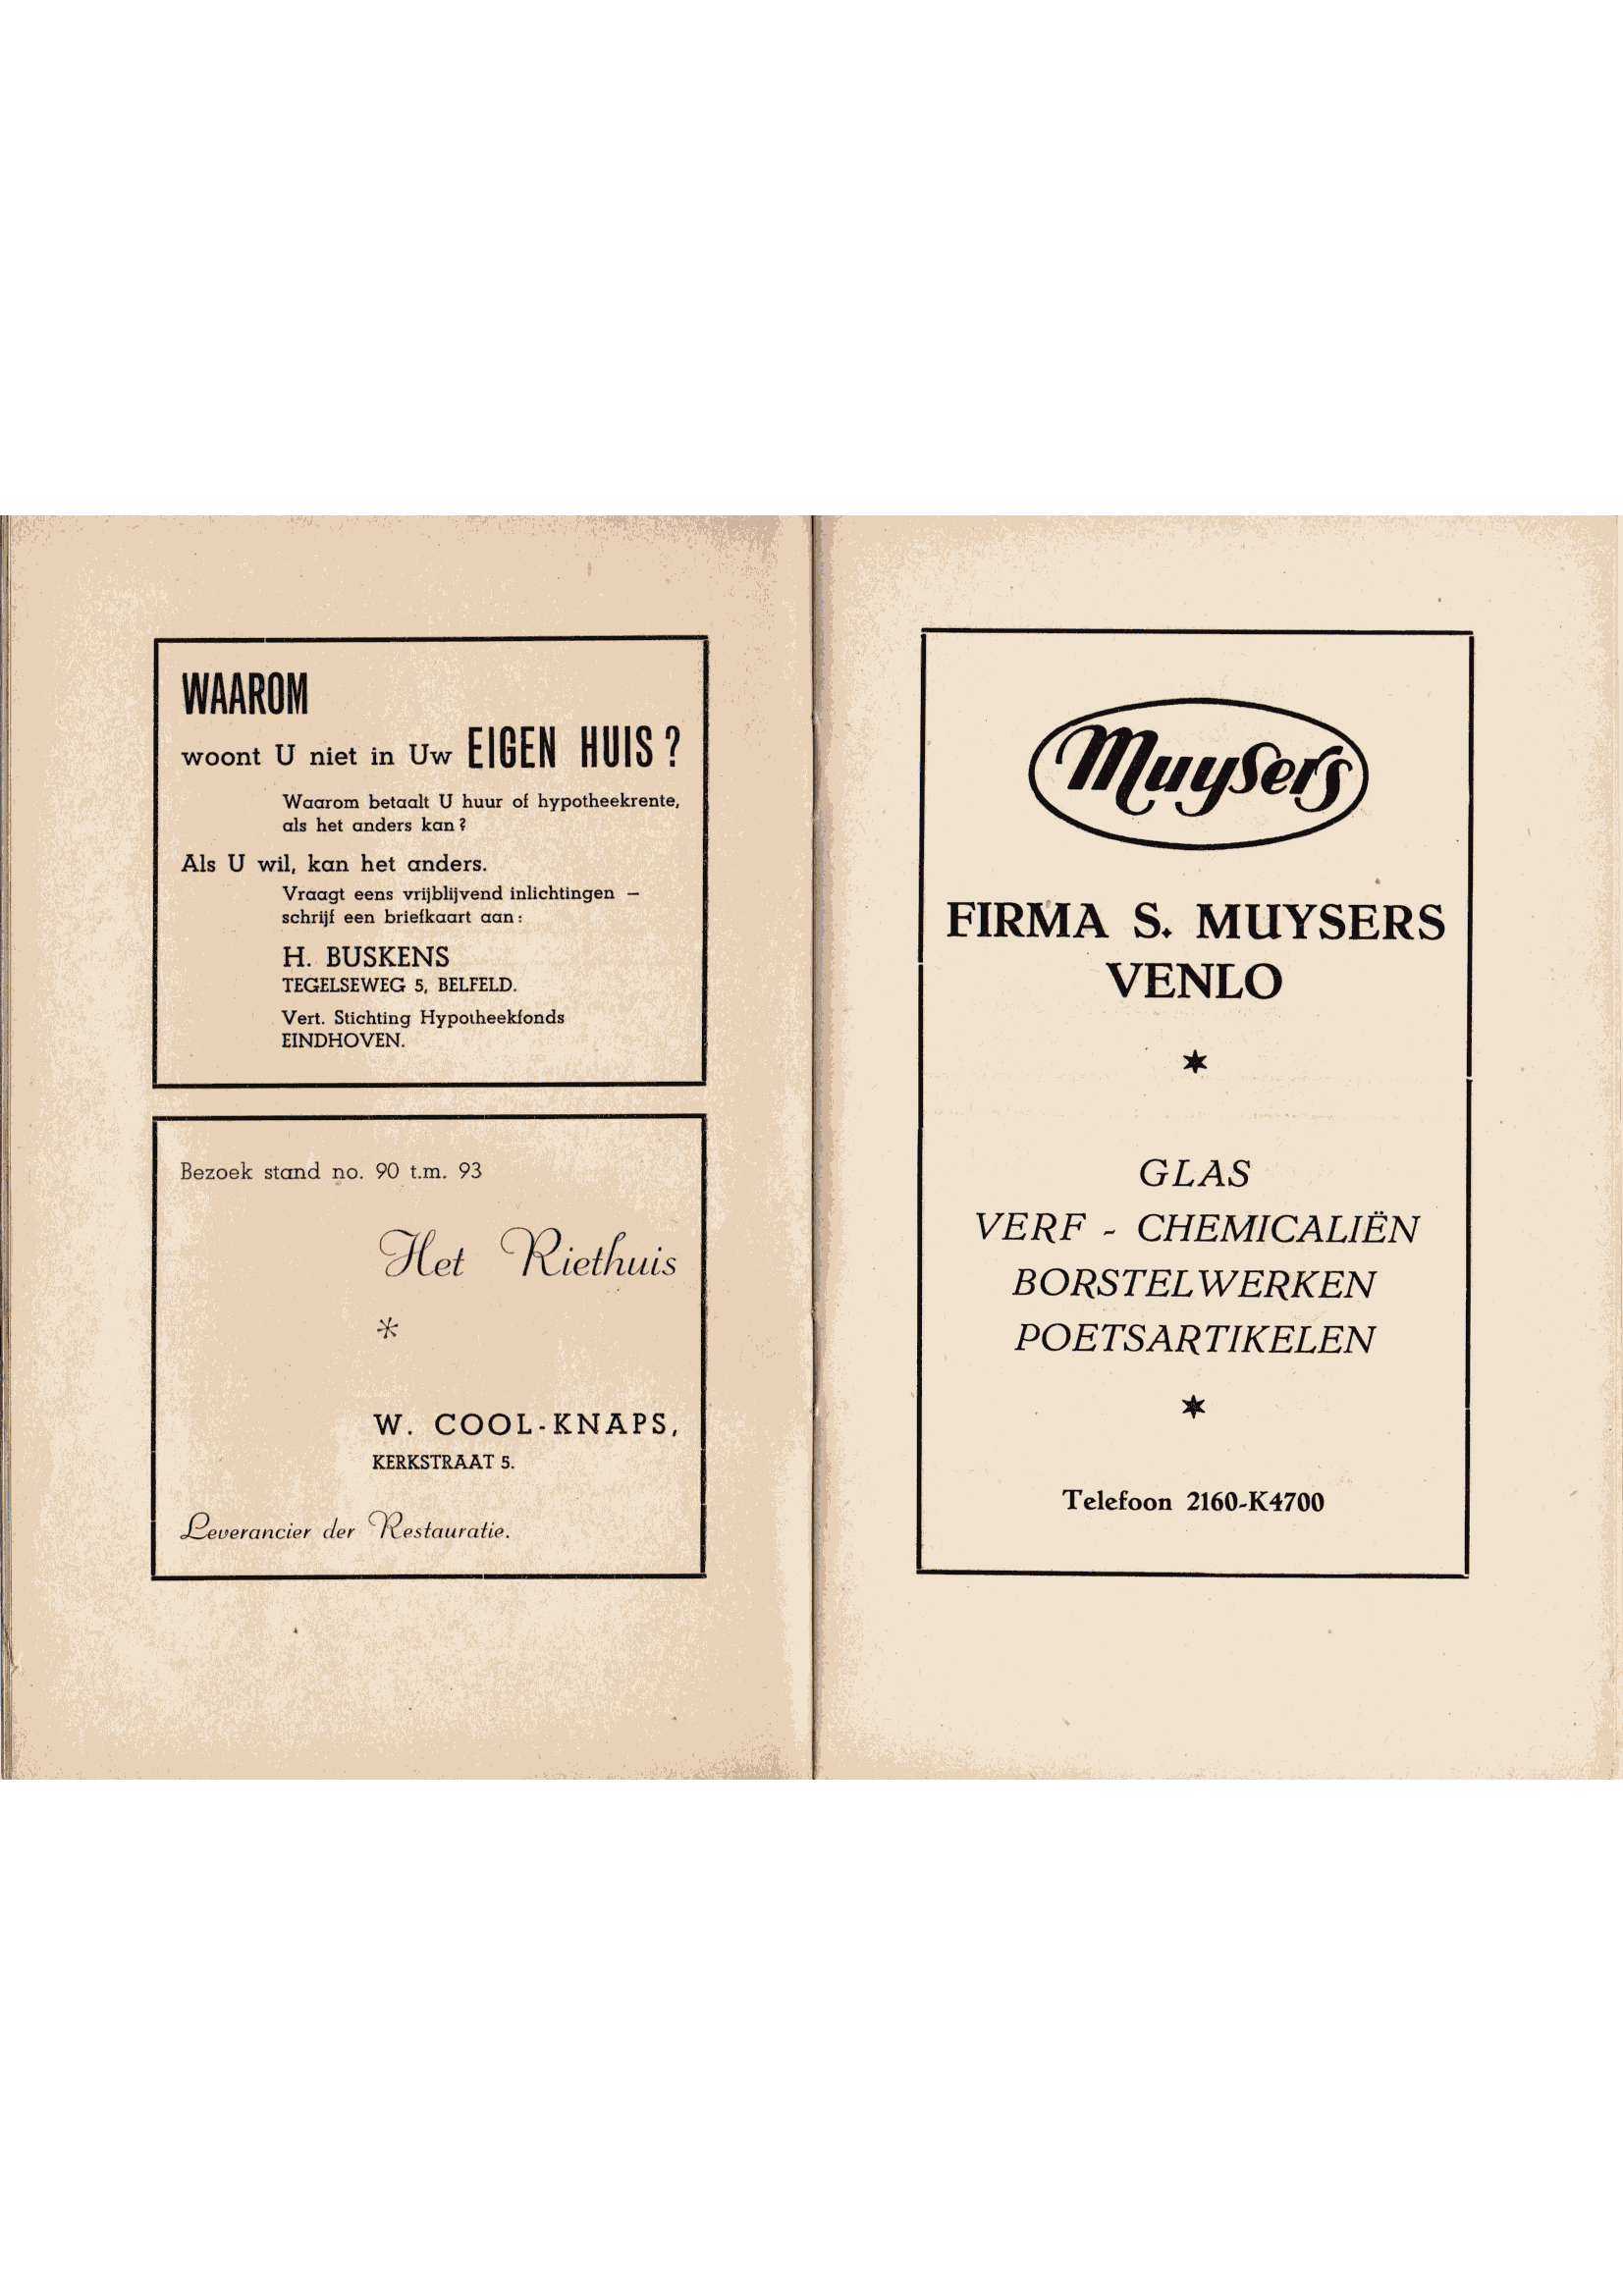 WAAROM
woont U niet in Uw EIGEN HUIS?
Waarom betaalt U huur of hypotheekrente,
als het anders kan?
Als U wil, kan het anders.
Vraagt eens vrijblijvend inlichtingen –
schrijf een briefkaart aan:
H. BUSKENS
TEGELSEWEG 5, BELFELD.
Vert. Stichting Hypotheekfonds
EINDHOVEN.
Bezoek stand no. 90 t.m. 93
Het Riethuis
*
W. COOL-KNAPS,
KERKSTRAAT 5.
Leverancier der Restauratie.
Muysers
FIRMA S. MUYSERS
VENLO
★
GLAS
VERF - CHEMICALIËN
BORSTELWERKEN
POETSARTIKELEN
★
Telefoon 2160-K4700